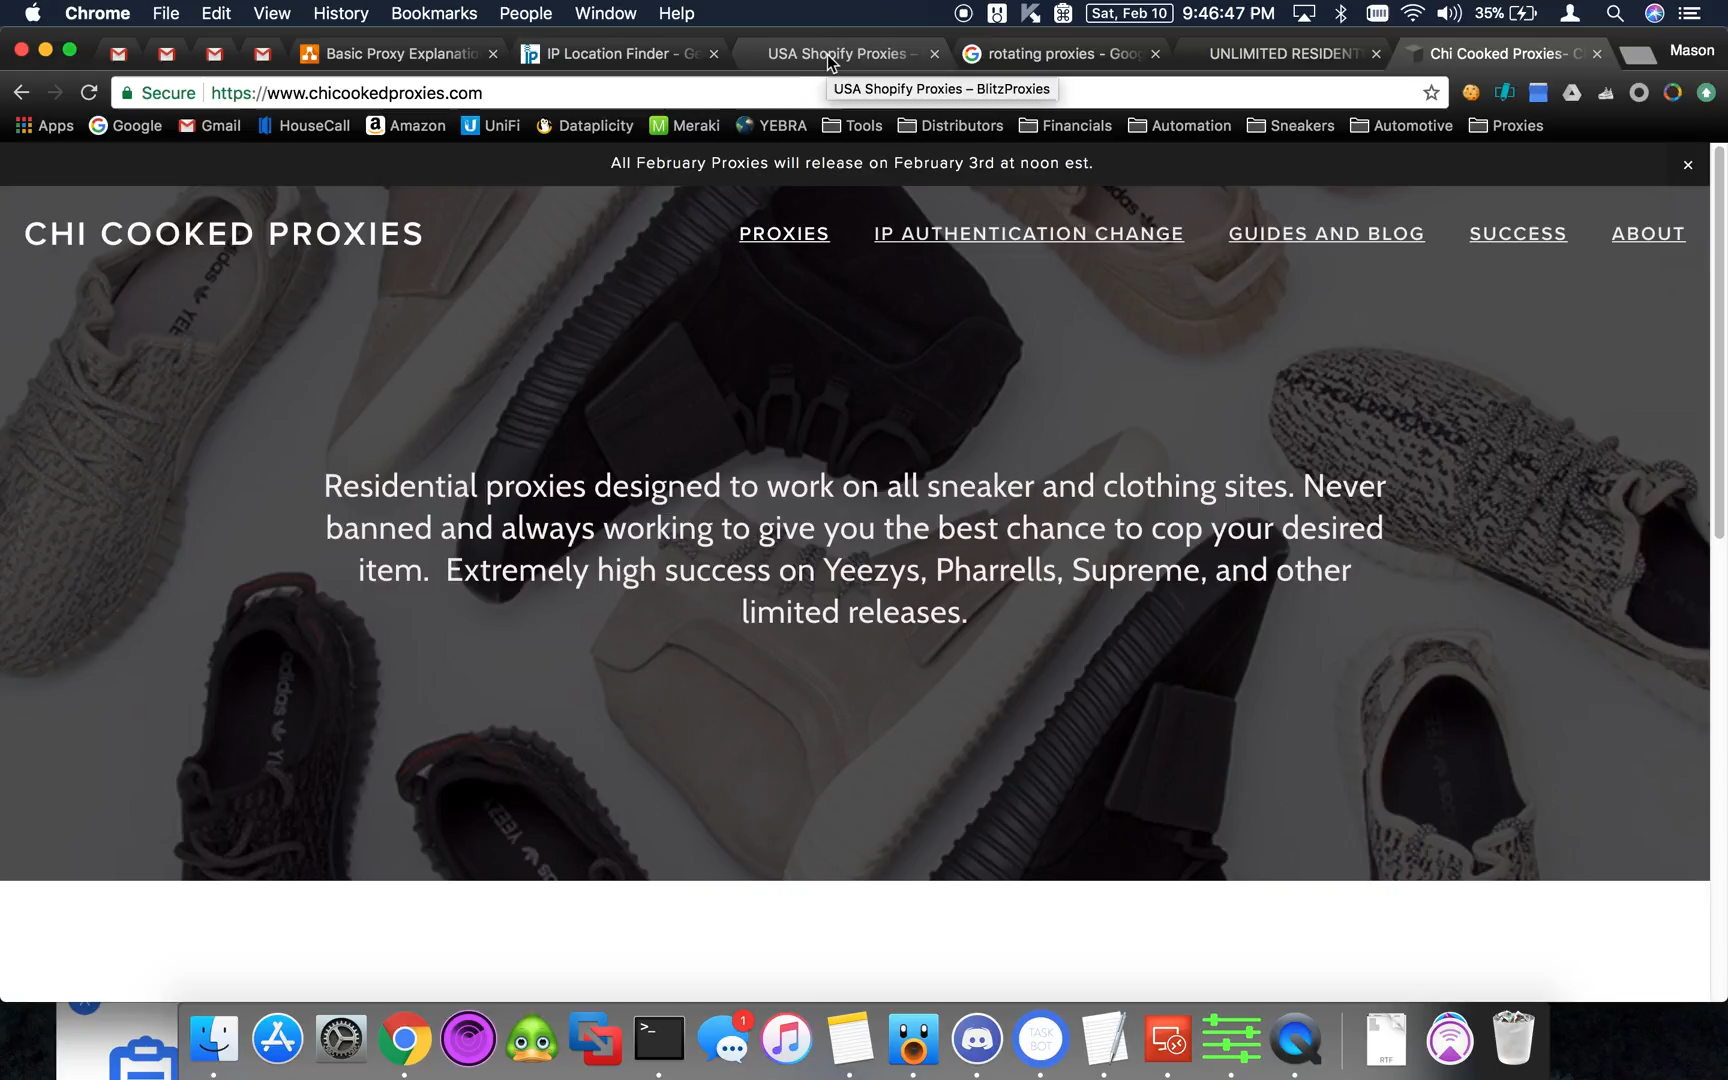 Chrome File Edit View History Bookmarks People Window Help Sat, Feb 10 9:46:47 PM 35%
Basic Proxy Explanatio IP Location Finder - Ge USA Shopify Proxies – rotating proxies - Goog UNLIMITED RESIDENT Chi Cooked Proxies- C Mason
Secure https://www.chicookedproxies.com
USA Shopify Proxies – BlitzProxies
Apps Google Gmail HouseCall Amazon UniFi Dataplicity Meraki YEBRA Tools Distributors Financials Automation Sneakers Automotive Proxies
All February Proxies will release on February 3rd at noon est.
CHI COOKED PROXIES PROXIES IP AUTHENTICATION CHANGE GUIDES AND BLOG SUCCESS ABOUT
Residential proxies designed to work on all sneaker and clothing sites. Never
banned and always working to give you the best chance to cop your desired
item. Extremely high success on Yeezys, Pharrells, Supreme, and other
limited releases.
adidas YEEZY
1
TASK
BOT
RTF